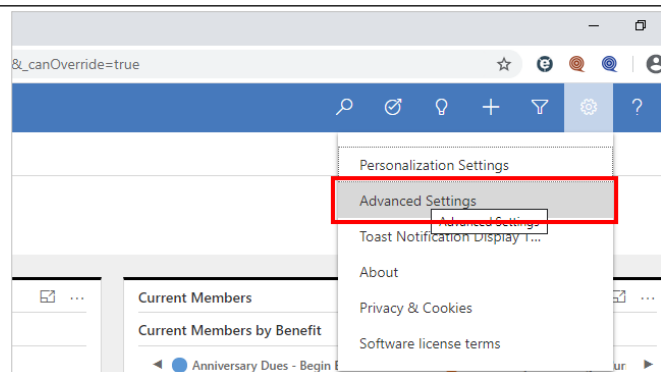 &_canOverride=true
Personalization Settings
Advanced Settings
Advanced Settings
Toast Notification Display T...
About
Privacy & Cookies
Software license terms
Current Members
Current Members by Benefit
Anniversary Dues - Begin
ur